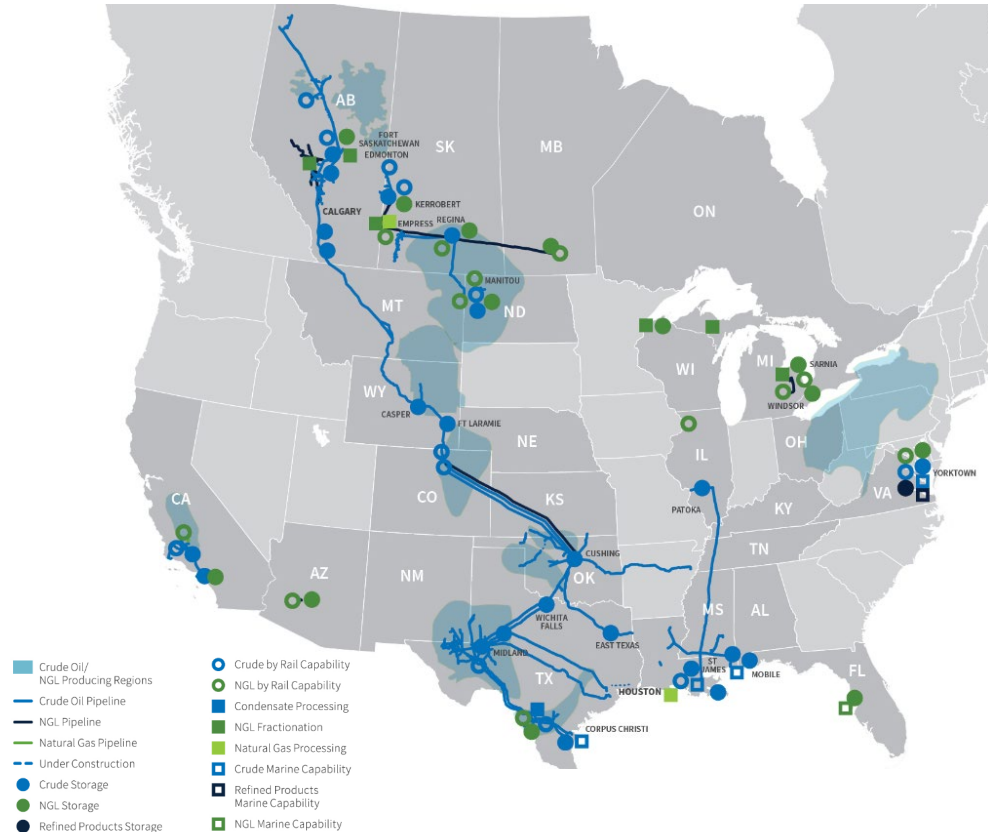 AB
FORT
SASKATCHEWAN
EDMONTON
SK
MB
ON
KERROBERT
CALGARY
EMPRESS
REGINA
MANITOU
MT
ND
WI
MI
SARNIA
WINDSOR
WY
CASPER
FT LARAMIE
NE
IL
OH
YORKTOWN
VA
CO
KS
PATOKA
KY
CA
CUSHING
TN
AZ
NM
OK
MS
AL
WICHITA
FALLS
EAST TEXAS
MIDLAND
ST
JAMES
MOBILE
FL
TX
HOUSTON
CORPUS CHRISTI
Crude Oil/
NGL Producing Regions
Crude Oil Pipeline
NGL Pipeline
Natural Gas Pipeline
Under Construction
Crude Storage
NGL Storage
Refined Products Storage
Crude by Rail Capability
NGL by Rail Capability
Condensate Processing
NGL Fractionation
Natural Gas Processing
Crude Marine Capability
Refined Products
Marine Capability
NGL Marine Capability